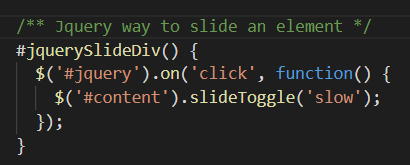 /** Jquery way to slide an element */
#jquerySlideDiv() {
  $('#jquery').on('click', function() {
    $('#content').slideToggle('slow');
  });
}